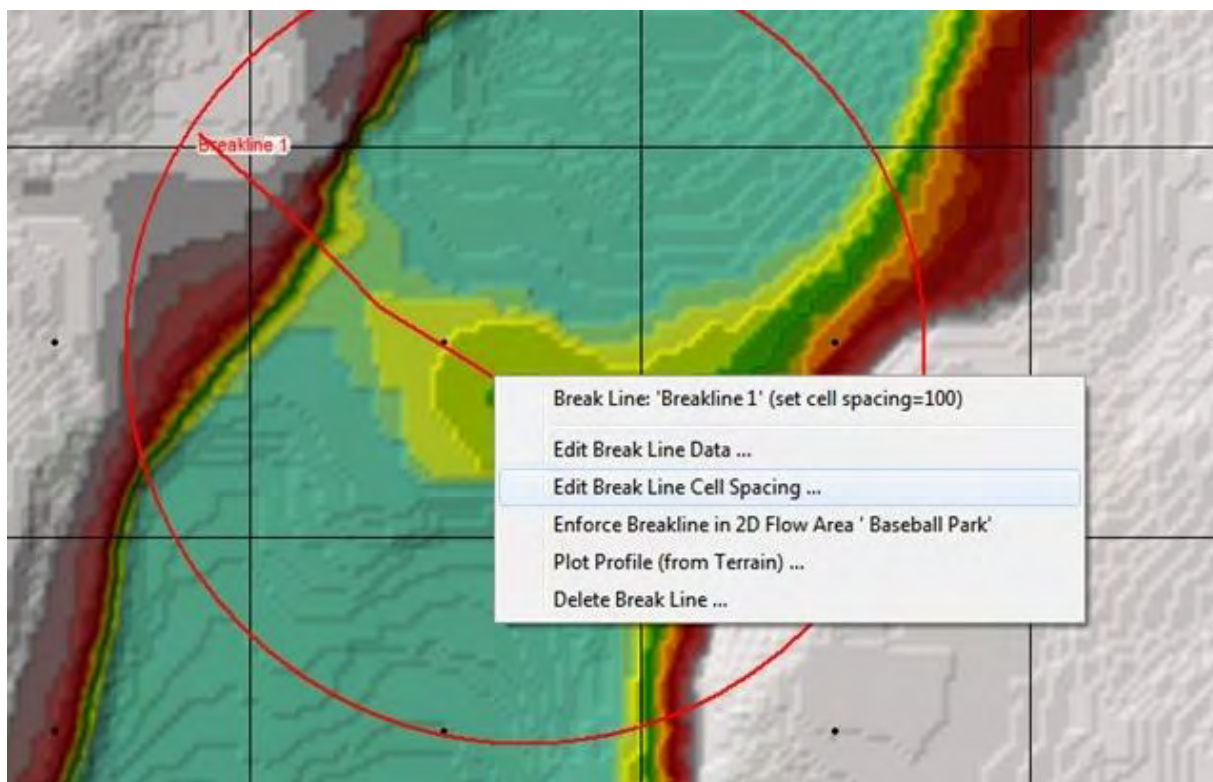 Breakline 1
Break Line: 'Breakline 1' (set cell spacing=100)
Edit Break Line Data ...
Edit Break Line Cell Spacing ...
Enforce Breakline in 2D Flow Area ' Baseball Park'
Plot Profile (from Terrain) ...
Delete Break Line ...